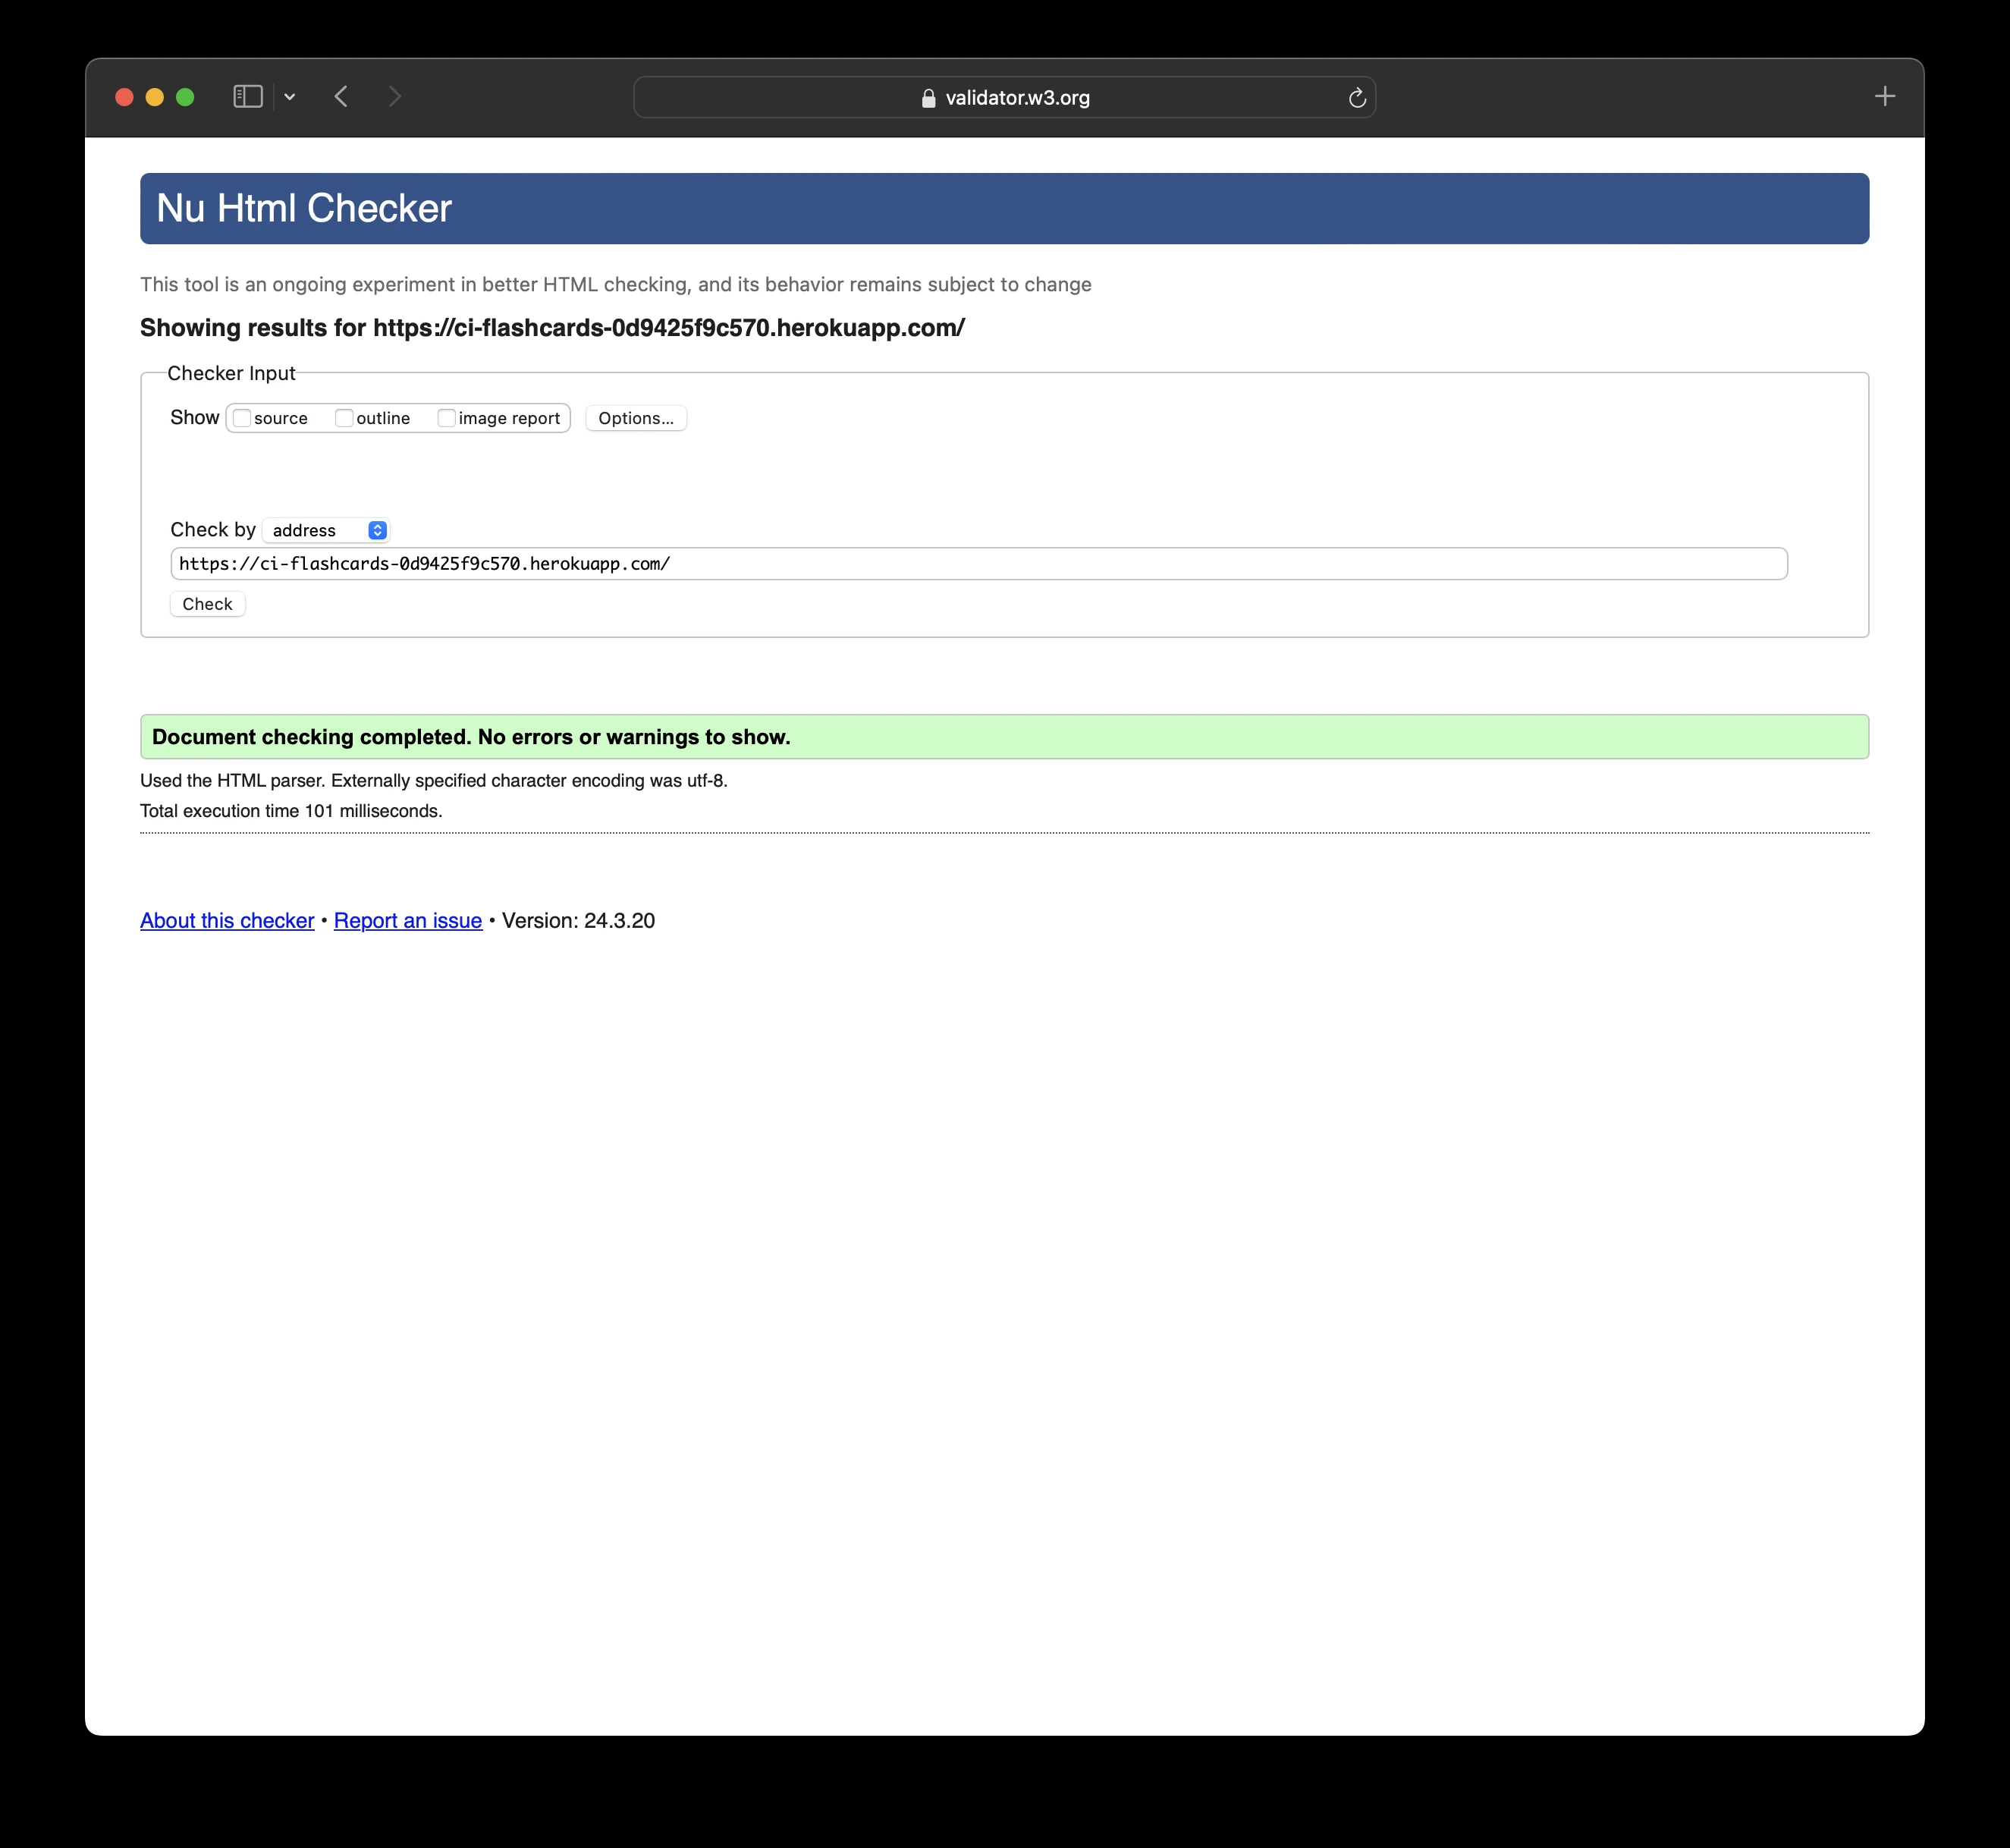 validator.w3.org
Nu Html Checker
This tool is an ongoing experiment in better HTML checking, and its behavior remains subject to change
Showing results for https://ci-flashcards-0d9425f9c570.herokuapp.com/
Checker Input
Show source outline image report Options...
Check by address
https://ci-flashcards-0d9425f9c570.herokuapp.com/
Check
Document checking completed. No errors or warnings to show.
Used the HTML parser. Externally specified character encoding was utf-8.
Total execution time 101 milliseconds.
About this checker • Report an issue • Version: 24.3.20